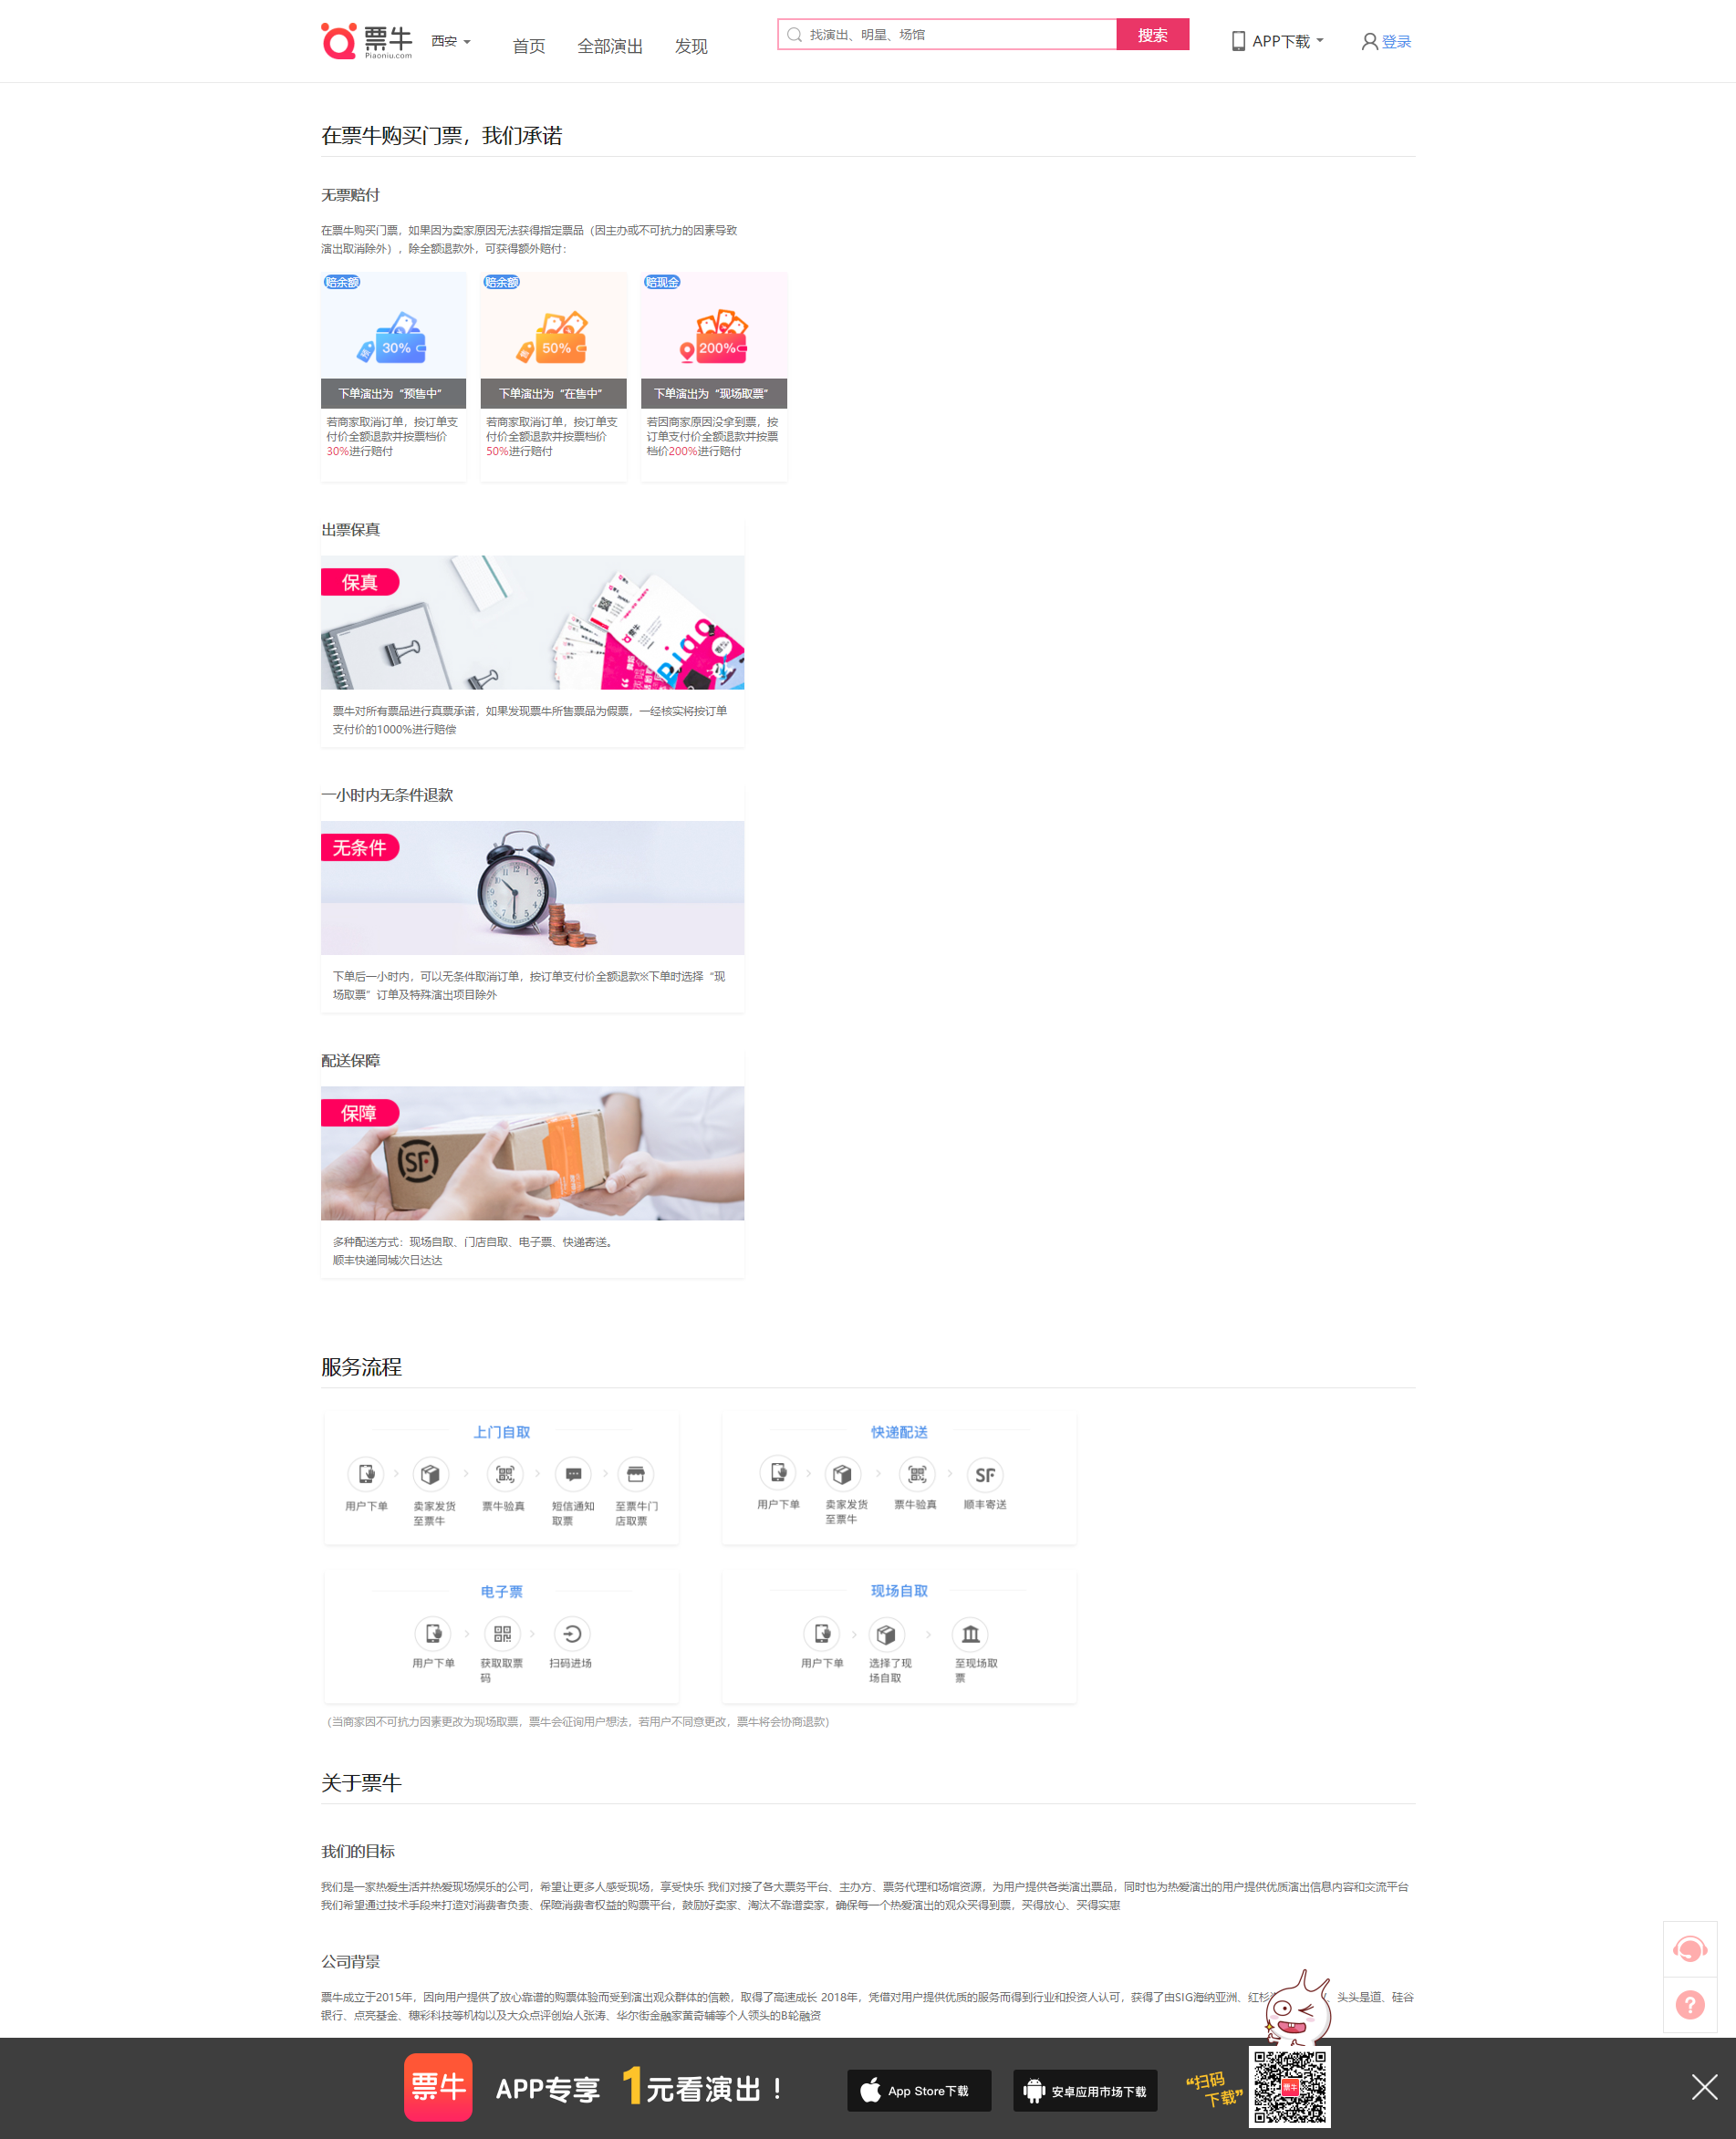 票牛
Piaoniu.com
西安
首页
全部演出
发现
找演出、明星、场馆
搜索
APP下载
登录
在票牛购买门票，我们承诺
无票赔付
在票牛购买门票，如果因为卖家原因无法获得指定票品（因主办或不可抗力的因素导致
演出取消除外），除全额退款外，可获得额外赔付：
赔余额
30%
下单演出为“预售中”
若商家取消订单，按订单支
付价全额退款并按票档价
30%进行赔付
赔余额
50%
下单演出为“在售中”
若商家取消订单，按订单支
付价全额退款并按票档价
50%进行赔付
赔现金
200%
下单演出为“现场取票”
若因商家原因没拿到票，按
订单支付价全额退款并按票
档价200%进行赔付
出票保真
保真
票牛对所有票品进行真票承诺，如果发现票牛所售票品为假票，一经核实将按订单
支付价的1000%进行赔偿
一小时内无条件退款
无条件
下单后一小时内，可以无条件取消订单，按订单支付价全额退款※下单时选择“现
场取票”订单及特殊演出项目除外
配送保障
保障
SF
多种配送方式：现场自取、门店自取、电子票、快递寄送。
顺丰快递同城次日达达
服务流程
上门自取
用户下单
卖家发货
至票牛
票牛验真
短信通知
取票
至票牛门
店取票
快递配送
用户下单
卖家发货
至票牛
票牛验真
SF
顺丰寄送
电子票
用户下单
获取取票
码
扫码进场
现场自取
用户下单
选择了现
场自取
至现场取
票
（当商家因不可抗力因素更改为现场取票，票牛会征询用户想法，若用户不同意更改，票牛将会协商退款）
关于票牛
我们的目标
我们是一家热爱生活并热爱现场娱乐的公司，希望让更多人感受现场，享受快乐 我们对接了各大票务平台、主办方、票务代理和场馆资源，为用户提供各类演出票品，同时也为热爱演出的用户提供优质演出信息内容和交流平台
我们希望通过技术手段来打造对消费者负责、保障消费者权益的购票平台，鼓励好卖家、淘汰不靠谱卖家，确保每一个热爱演出的观众买得到票，买得放心、买得实惠
公司背景
票牛成立于2015年，因向用户提供了放心靠谱的购票体验而受到演出观众群体的信赖，取得了高速成长 2018年，凭借对用户提供优质的服务而得到行业和投资人认可，获得了由SIG海纳亚洲、红杉 头头是道、硅谷
银行、点亮基金、穗彩科技等机构以及大众点评创始人张涛、华尔街金融家黄奇辅等个人领头的B轮融资
票牛
APP专享
1元看演出！
App Store下载
安卓应用市场下载
“扫码
下载”
票牛